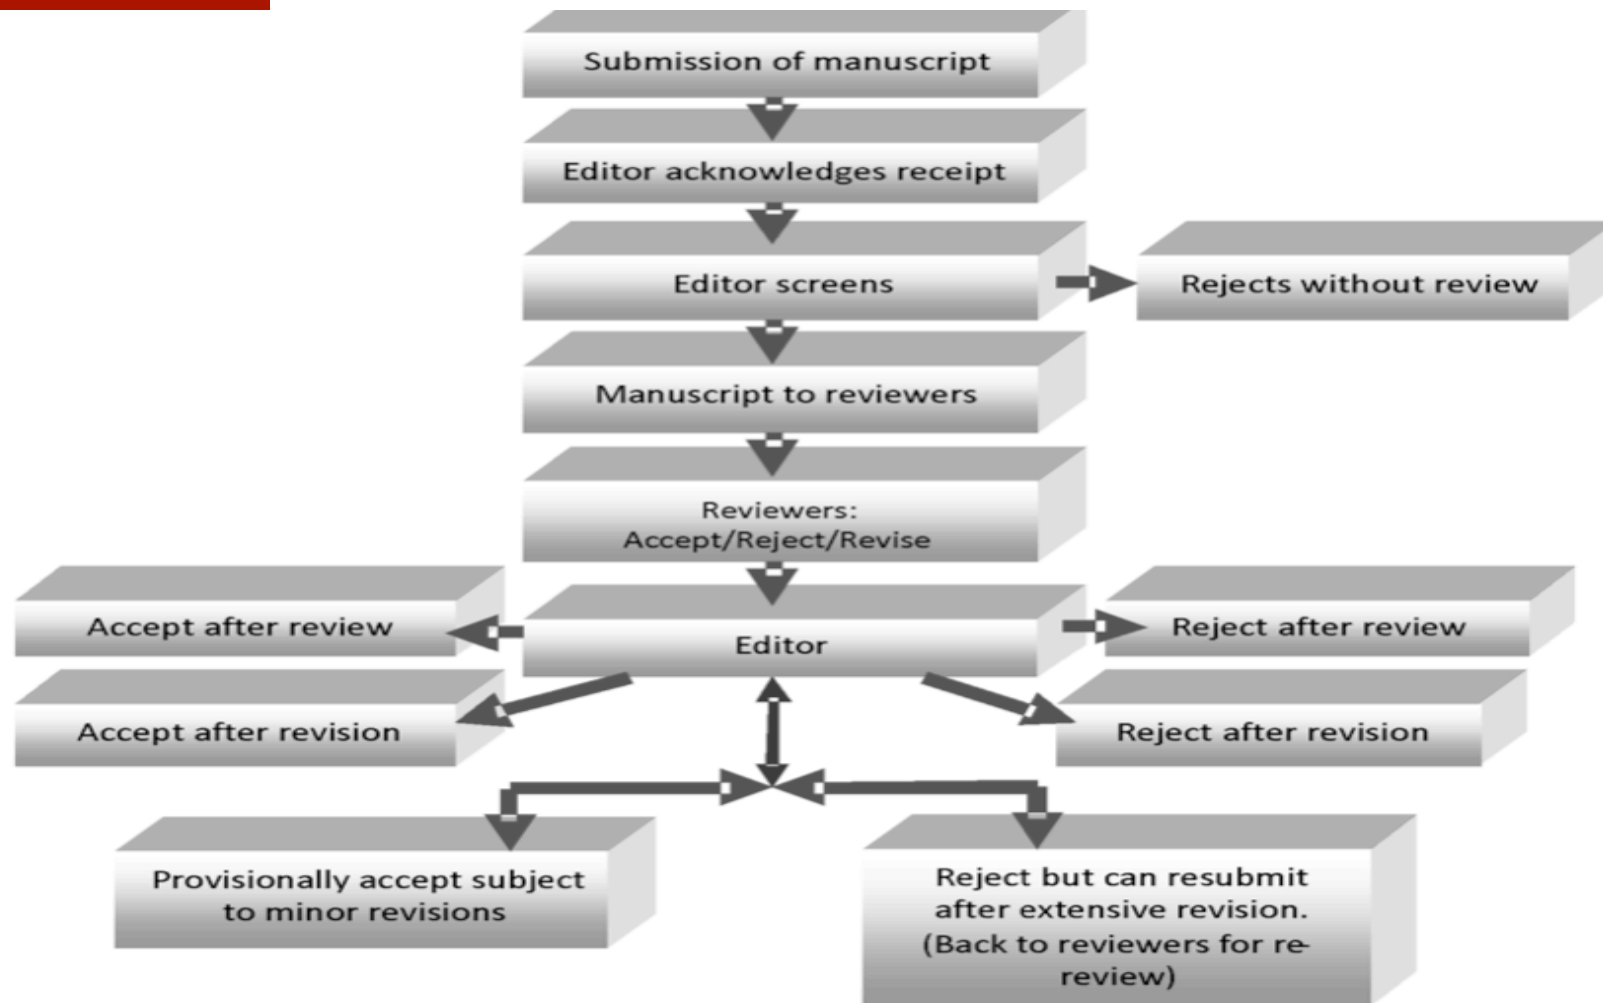 Submission of manuscript
Editor acknowledges receipt
Editor screens
Rejects without review
Manuscript to reviewers
Reviewers:
Accept/Reject/Revise
Accept after review
Editor
Reject after review
Accept after revision
Reject after revision
Provisionally accept subject
to minor revisions
Reject but can resubmit
after extensive revision.
(Back to reviewers for re-
review)